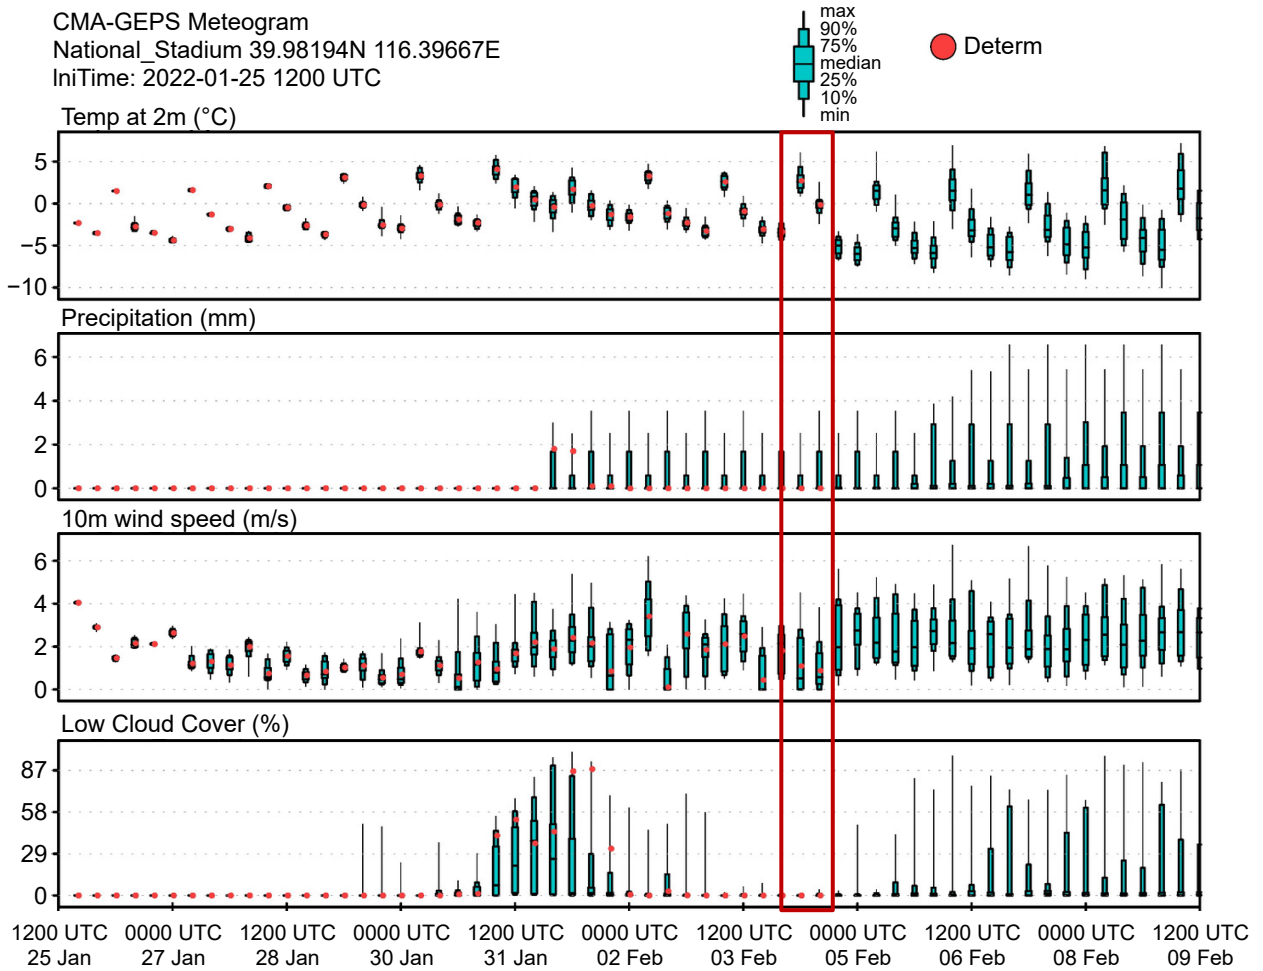 CMA-GEPS Meteogram
National_Stadium 39.98194N 116.39667E
IniTime: 2022-01-25 1200 UTC
max
90%
75%
median
25%
10%
min
Determ
Temp at 2m (°C)
5
0
−5
−10
Precipitation (mm)
6
4
2
0
10m wind speed (m/s)
6
4
2
0
Low Cloud Cover (%)
87
58
29
0
1200 UTC 0000 UTC 1200 UTC 0000 UTC 1200 UTC 0000 UTC 1200 UTC 0000 UTC 1200 UTC 0000 UTC 1200 UTC
25 Jan 27 Jan 28 Jan 30 Jan 31 Jan 02 Feb 03 Feb 05 Feb 06 Feb 08 Feb 09 Feb